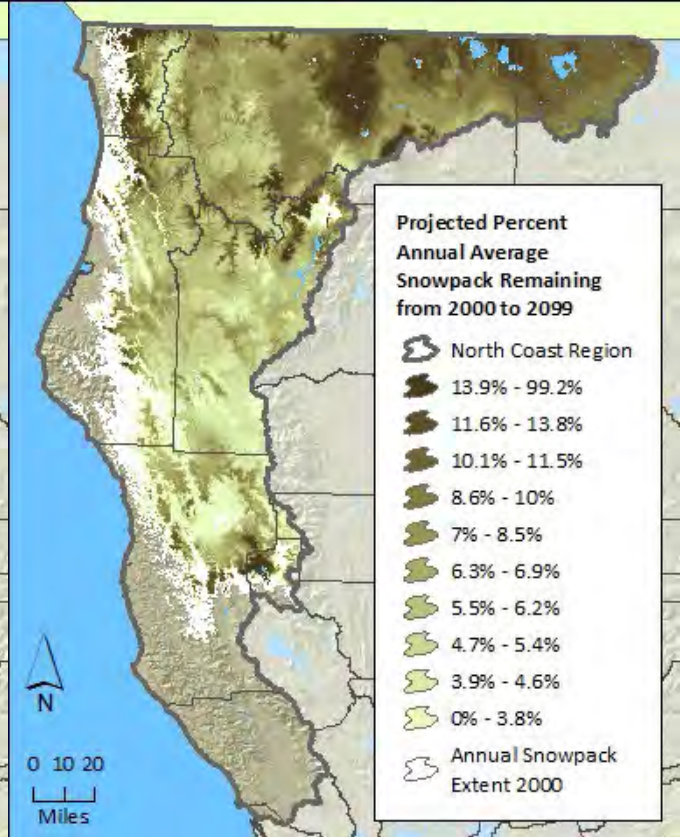 Projected Percent
Annual Average
Snowpack Remaining
from 2000 to 2099
North Coast Region
13.9% - 99.2%
11.6% - 13.8%
10.1% - 11.5%
8.6% - 10%
7% - 8.5%
6.3% - 6.9%
5.5% - 6.2%
4.7% - 5.4%
3.9% - 4.6%
0% - 3.8%
Annual Snowpack
Extent 2000
N
0 10 20
Miles